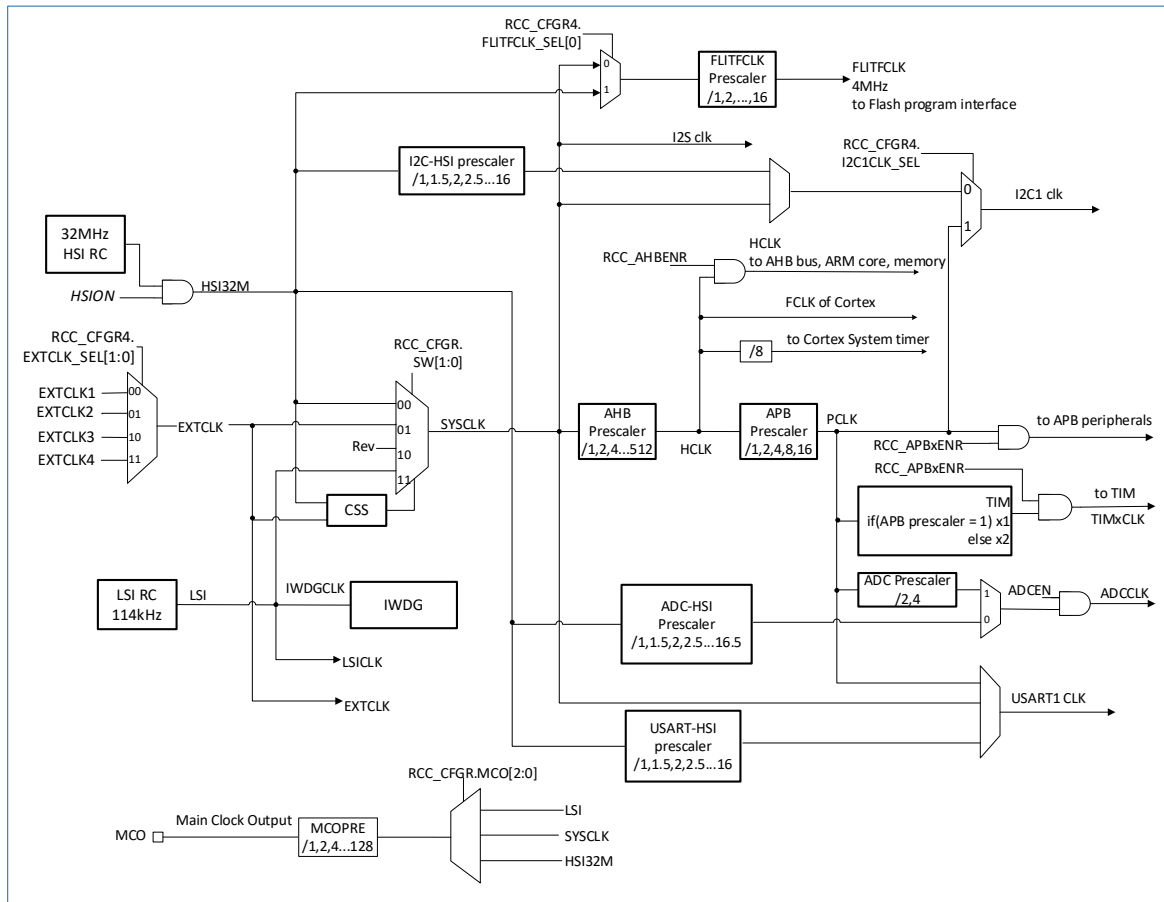 RCC_CFGR4.
FLITFCLK_SEL[0]
0
1
FLITFCLK
Prescaler
/1,2,...,16
FLITFCLK
4MHz
to Flash program interface
I2S clk
RCC_CFGR4.
I2C1CLK_SEL
I2C-HSI prescaler
/1,1.5,2,2.5...16
0
1
I2C1 clk
32MHz
HSI RC
HSION
HSI32M
RCC_AHBENR
HCLK
to AHB bus, ARM core, memory
FCLK of Cortex
/8
to Cortex System timer
RCC_CFGR4.
EXTCLK_SEL[1:0]
EXTCLK1
EXTCLK2
EXTCLK3
EXTCLK4
00
01
10
11
EXTCLK
RCC_CFGR.
SW[1:0]
00
01
Rev
10
11
SYSCLK
CSS
AHB
Prescaler
/1,2,4...512
HCLK
APB
Prescaler
/1,2,4,8,16
PCLK
to APB peripherals
RCC_APBxENR
RCC_APBxENR
TIM
if(APB prescaler = 1) x1
else x2
to TIM
TIMxCLK
LSI RC
114kHz
LSI
IWDGCLK
IWDG
LSICLK
EXTCLK
ADC Prescaler
/2,4
1
0
ADCEN
ADCCLK
ADC-HSI
Prescaler
/1,1.5,2,2.5...16.5
USART-HSI
prescaler
/1,1.5,2,2.5...16
USART1 CLK
RCC_CFGR.MCO[2:0]
MCO
Main Clock Output
MCOPRE
/1,2,4...128
LSI
SYSCLK
HSI32M